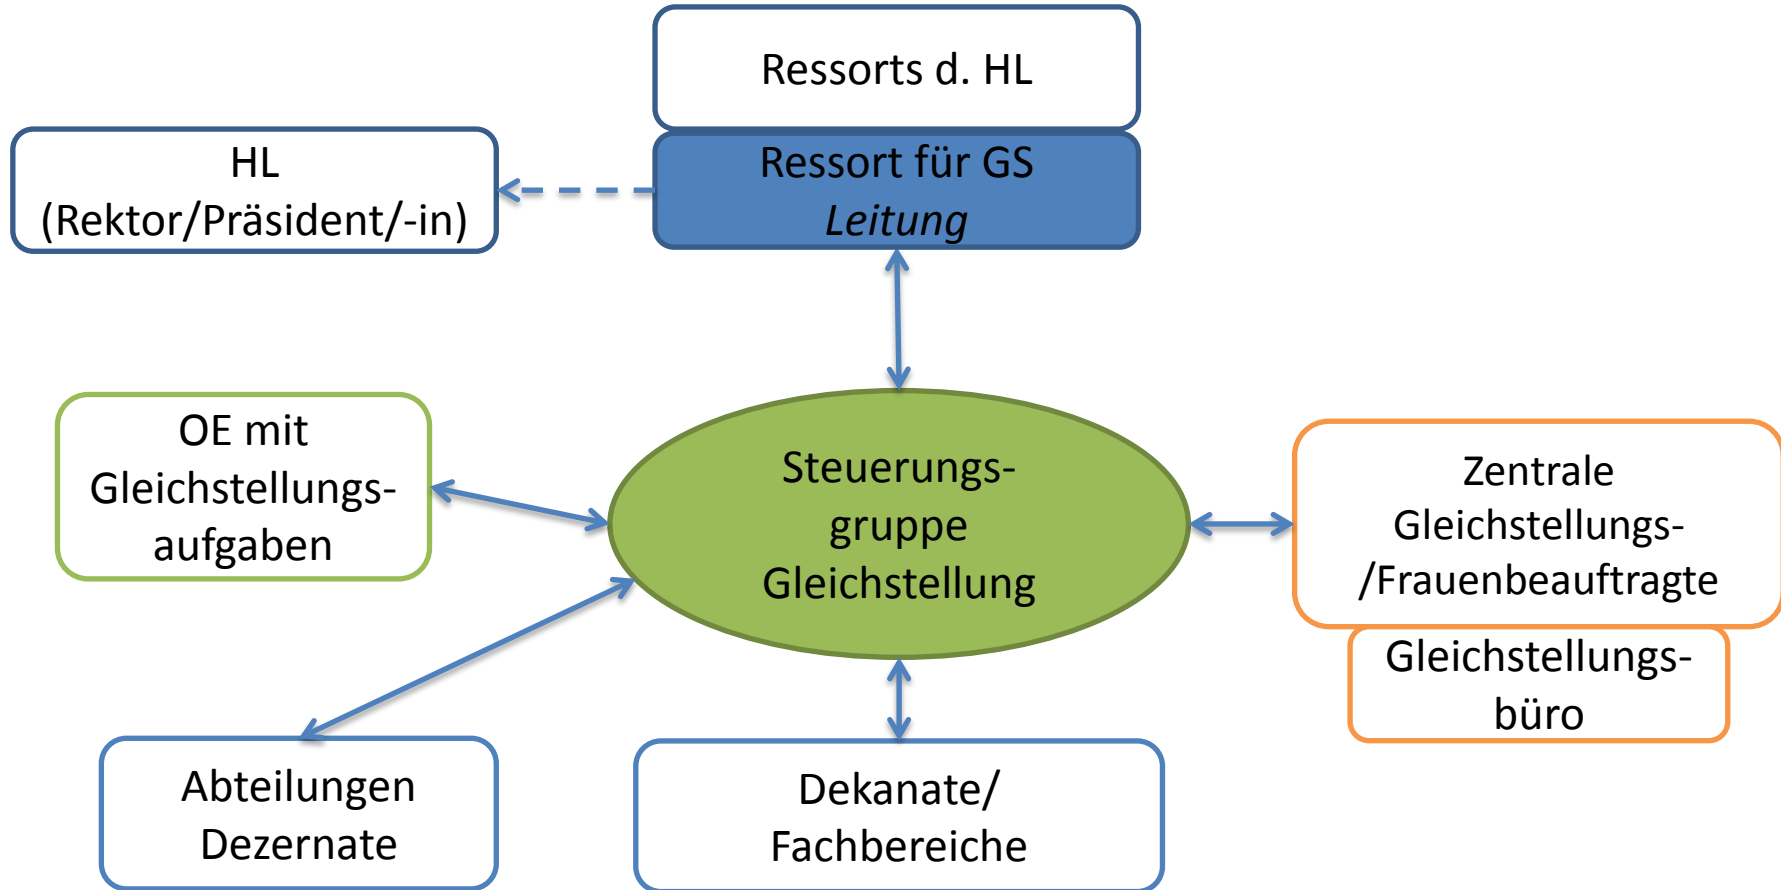 Ressorts d. HL
HL
(Rektor/Präsident/-in)
Ressort für GS
Leitung
OE mit
Gleichstellungs-
aufgaben
Steuerungs-
gruppe
Gleichstellung
Zentrale
Gleichstellungs-
/Frauenbeauftragte
Gleichstellungs-
büro
Abteilungen
Dezernate
Dekanate/
Fachbereiche